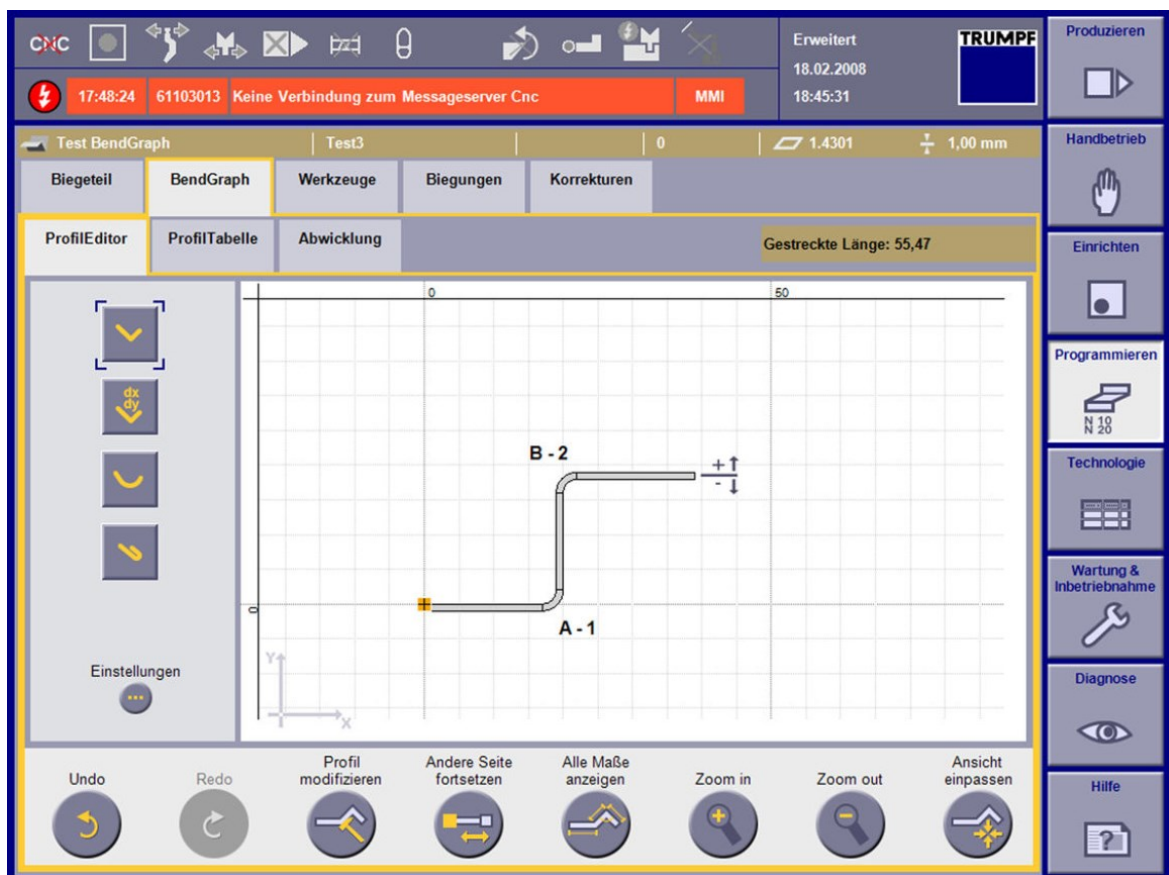 CNC
Erweitert
TRUMPF
18.02.2008
17:48:24 61103013 Keine Verbindung zum Messageserver Cnc MMI 18:45:31
Produzieren
Test BendGraph Test3 0 1.4301 1,00 mm
Handbetrieb
Biegeteil BendGraph Werkzeuge Biegungen Korrekturen
ProfilEditor ProfilTabelle Abwicklung Gestreckte Länge: 55,47
Einrichten
0 50
dx
dy
B - 2
+
-
0
A - 1
Y
X
Einstellungen
Programmieren
N 10
N 20
Technologie
Wartung &
Inbetriebnahme
Diagnose
Hilfe
?
Undo
Redo
Profil
modifizieren
Andere Seite
fortsetzen
Alle Maße
anzeigen
Zoom in
Zoom out
Ansicht
einpassen